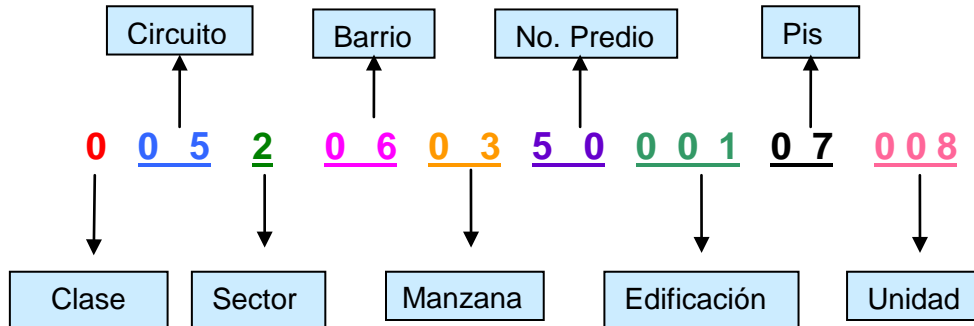 Circuito Barrio No. Predio Pis
0 0 5 2 0 6 0 3 5 0 0 0 1 0 7 0 0 8
Clase Sector Manzana Edificación Unidad